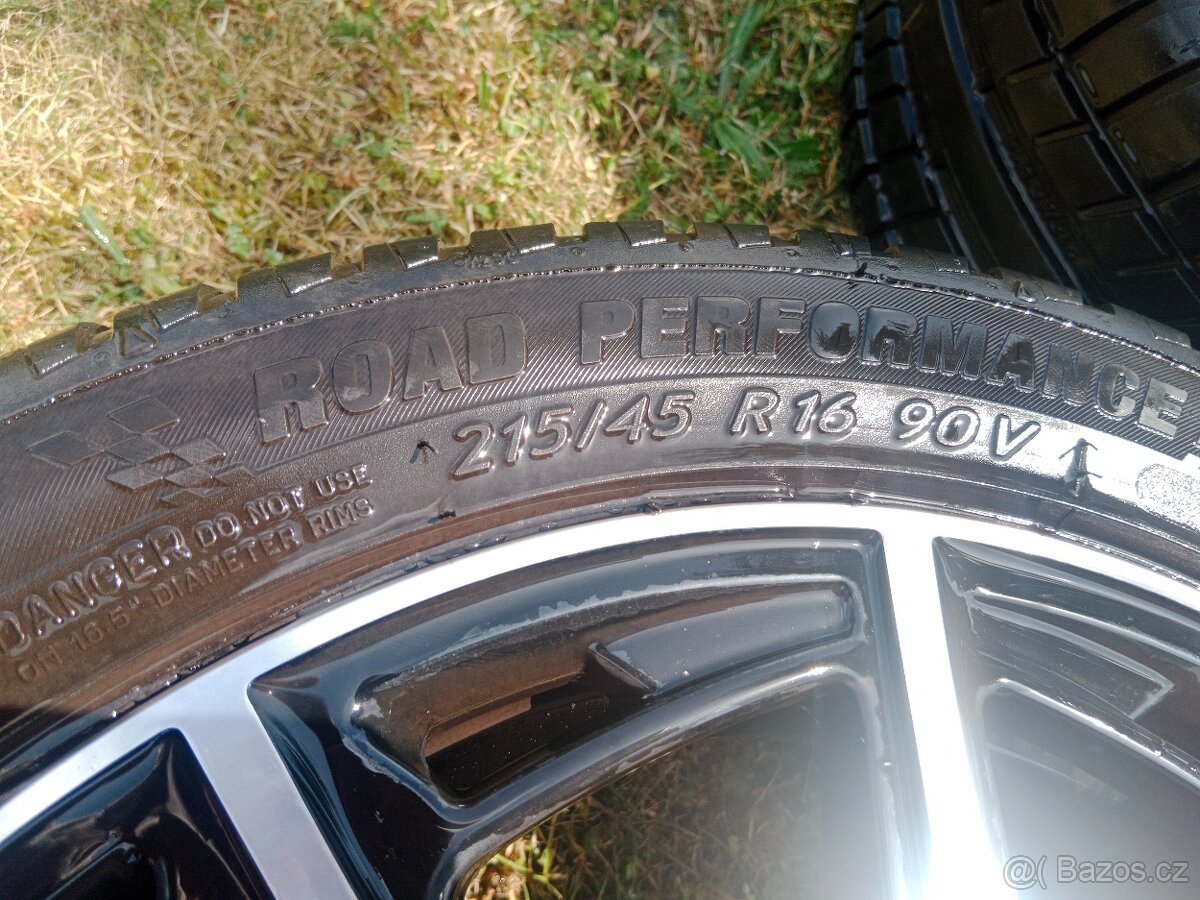 ROAD PERFORMANCE
215/45 R16 90V
DANGER DO NOT USE
ON 16.5" DIAMETER RIMS
Bazos.cz